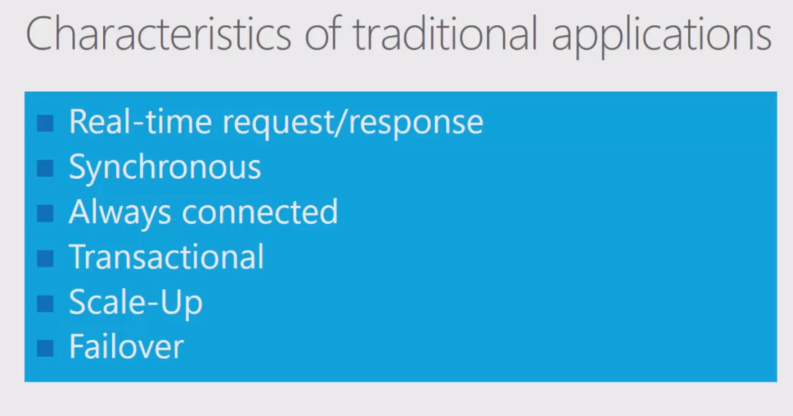 Characteristics of traditional applications
Real-time request/response
Synchronous
Always connected
Transactional
Scale-Up
Failover